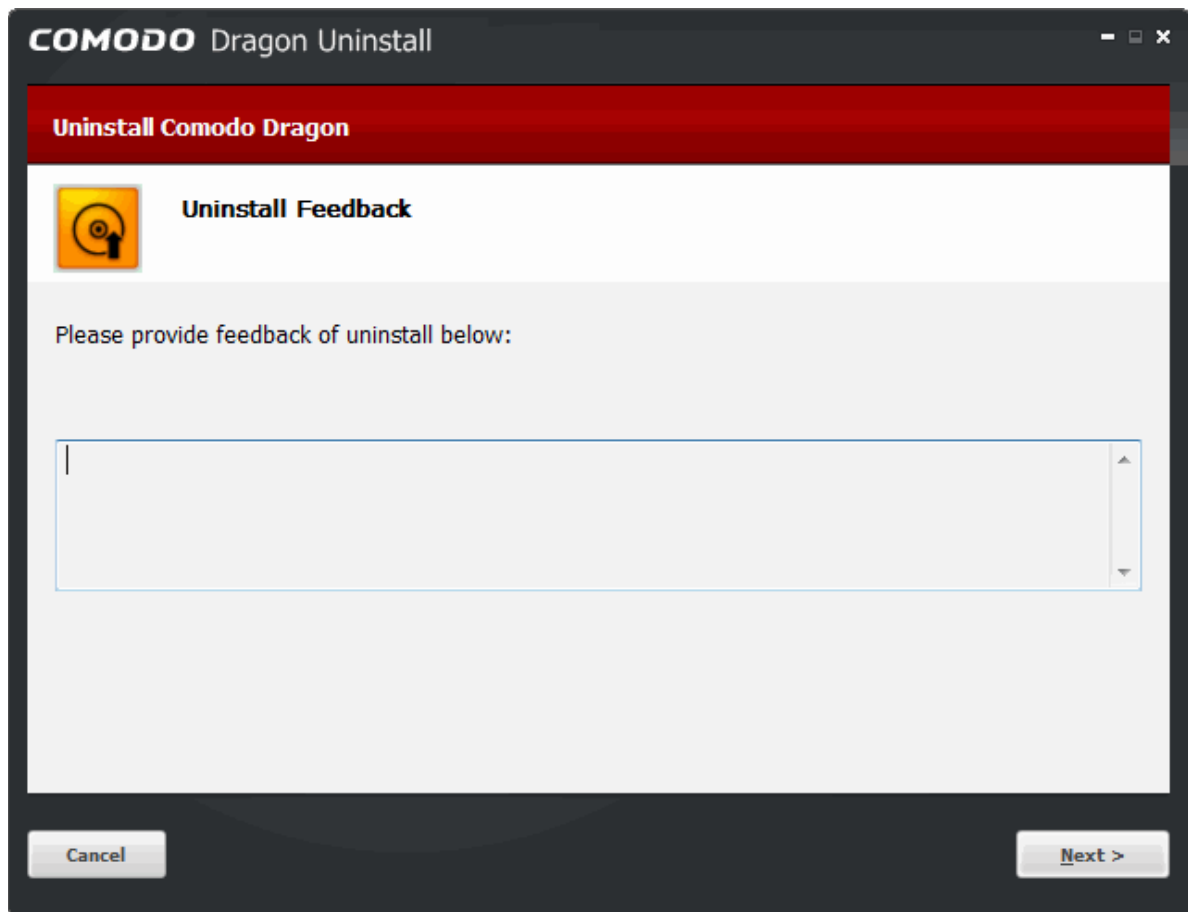 COMODO Dragon Uninstall
Uninstall Comodo Dragon
Uninstall Feedback
Please provide feedback of uninstall below:
Cancel
Next >